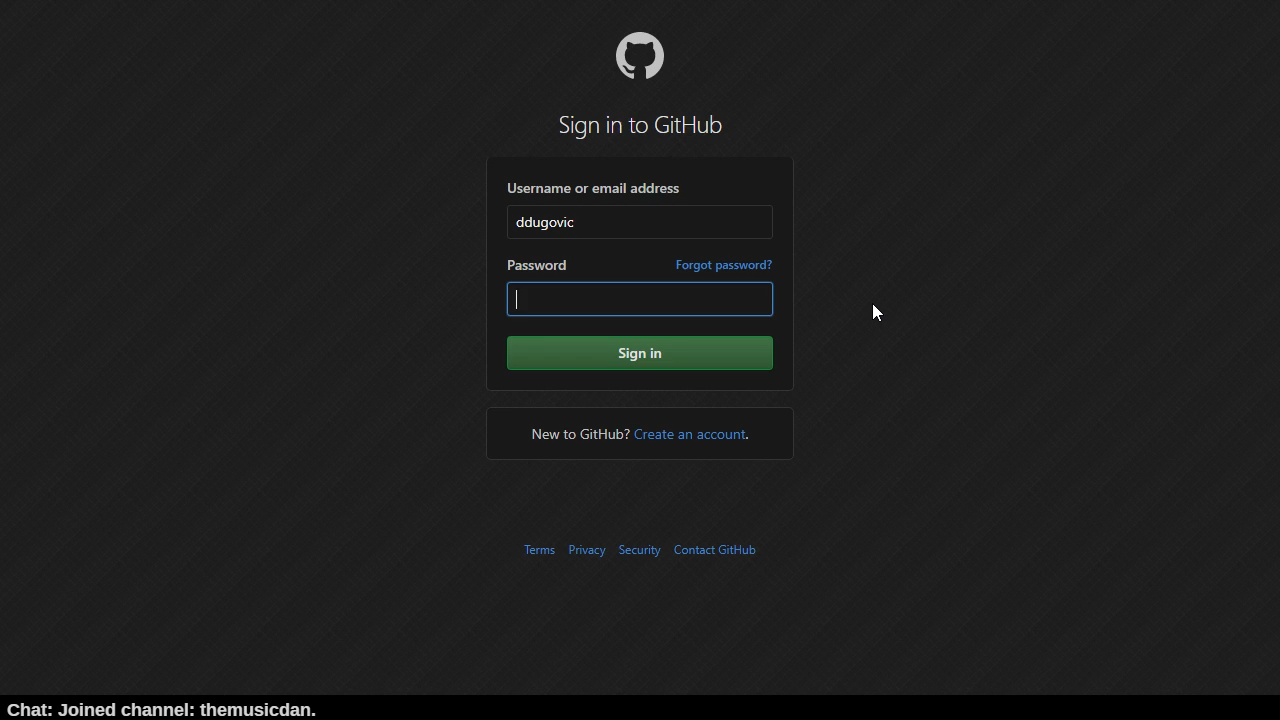 Sign in to GitHub
Username or email address
ddugovic
Password Forgot password?
Sign in
New to GitHub? Create an account.
Terms Privacy Security Contact GitHub
Chat: Joined channel: themusicdan.